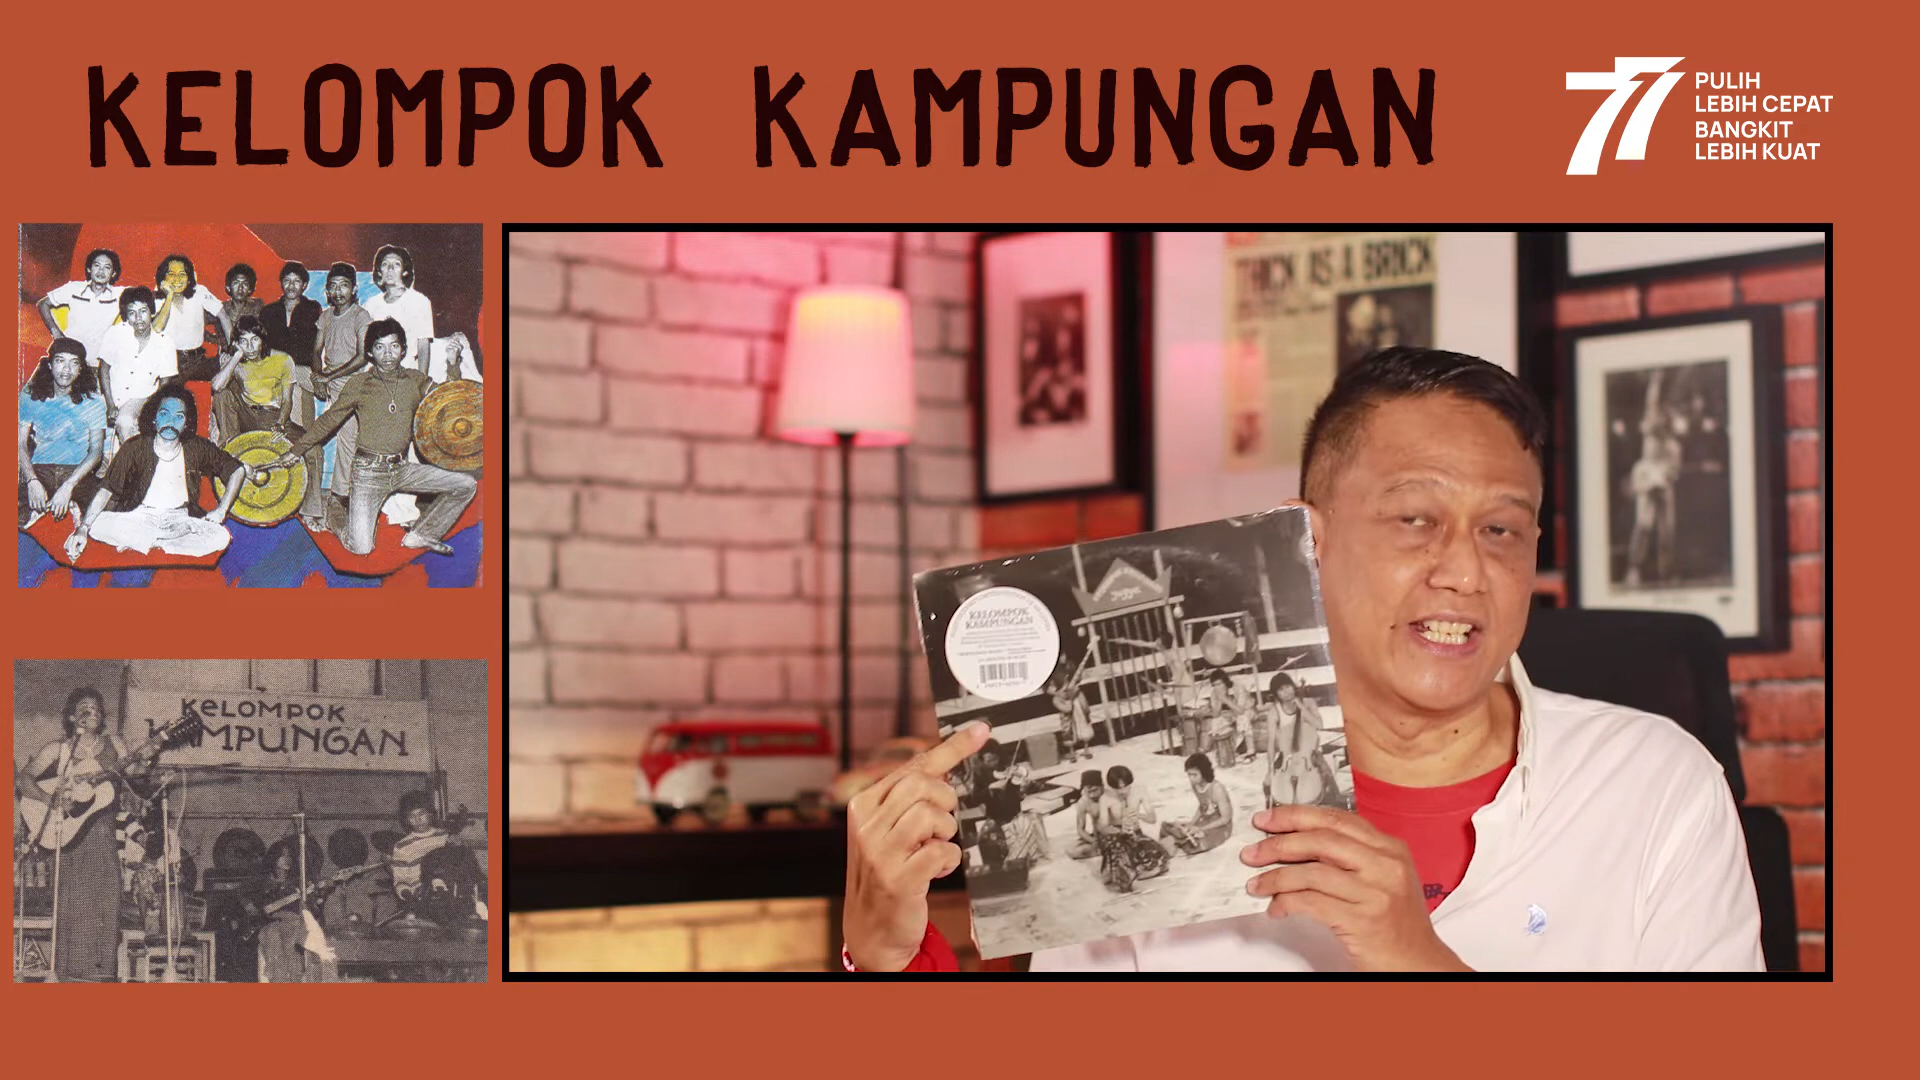 KELOMPOK KAMPUNGAN
77
PULIH
LEBIH CEPAT
BANGKIT
LEBIH KUAT
THICK AS A BRICK
KELOMPOK
KAMPUNGAN
KELOMPOK
KAMPUNGAN